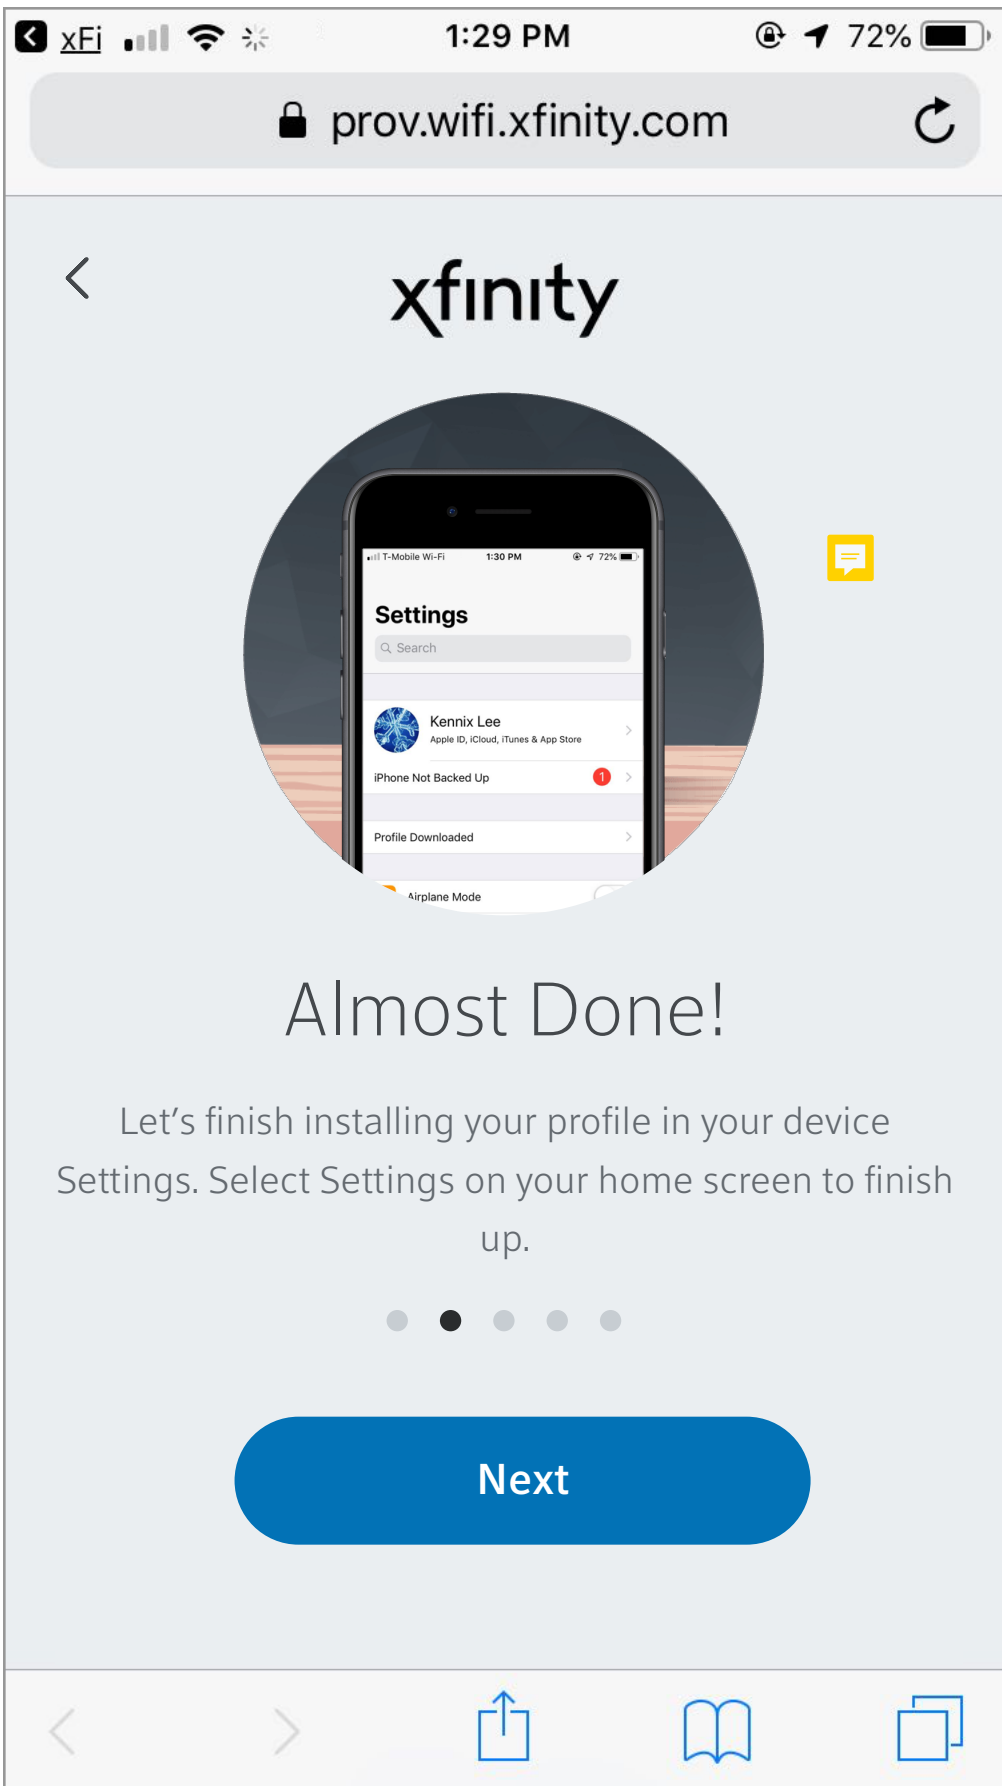 xFi 1:29 PM 72%
prov.wifi.xfinity.com
xfinity
T-Mobile Wi-Fi 1:30 PM 72%
Settings
Search
Kennix Lee
Apple ID, iCloud, iTunes & App Store
iPhone Not Backed Up 1
Profile Downloaded
Airplane Mode
Almost Done!
Let's finish installing your profile in your device
Settings. Select Settings on your home screen to finish
up.
Next